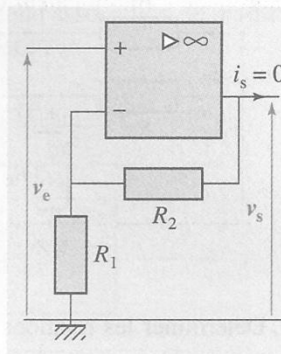 + ▷∞
−
i_s = 0
v_e
R_2
v_s
R_1